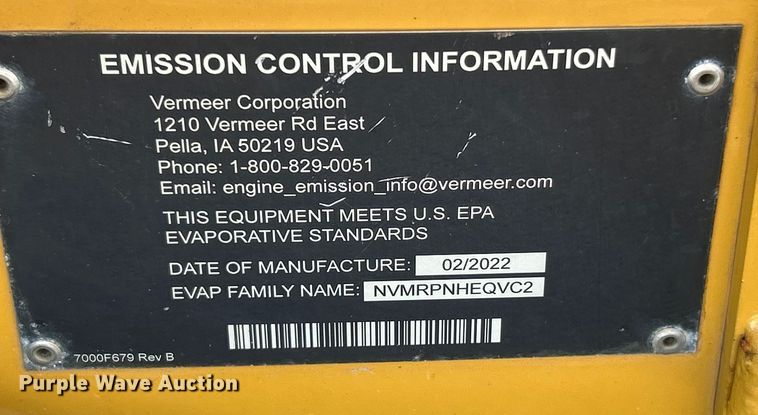 EMISSION CONTROL INFORMATION
Vermeer Corporation
1210 Vermeer Rd East
Pella, IA 50219 USA
Phone: 1-800-829-0051
Email: engine_emission_info@vermeer.com
THIS EQUIPMENT MEETS U.S. EPA
EVAPORATIVE STANDARDS
DATE OF MANUFACTURE: 02/2022
EVAP FAMILY NAME: NVMRPNHEQVC2
7000F679 Rev B
Purple Wave Auction